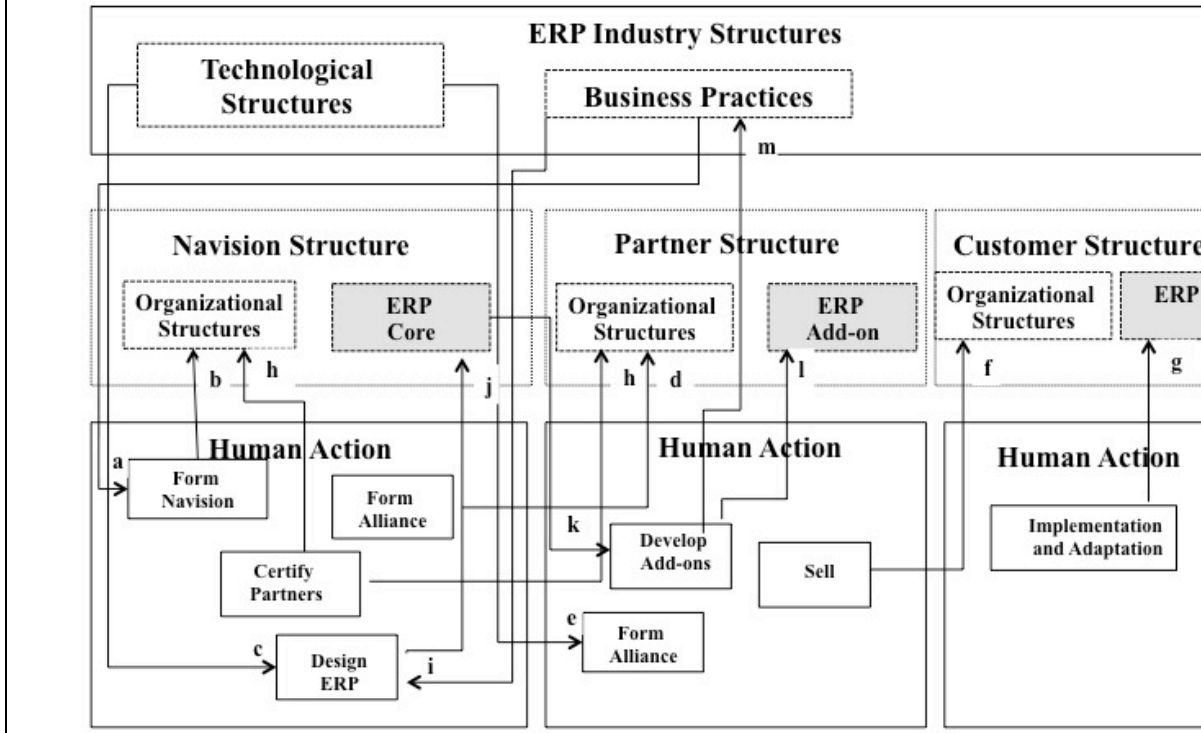 ERP Industry Structures
Technological
Structures
Business Practices
m
Navision Structure
Partner Structure
Customer Structure
Organizational
Structures
ERP
Core
Organizational
Structures
ERP
Add-on
Organizational
Structures
ERP
b
h
j
h
d
l
f
g
Human Action
Human Action
Human Action
a
Form
Navision
Form
Alliance
k
Develop
Add-ons
Sell
Implementation
and Adaptation
Certify
Partners
e
Form
Alliance
c
Design
ERP
i